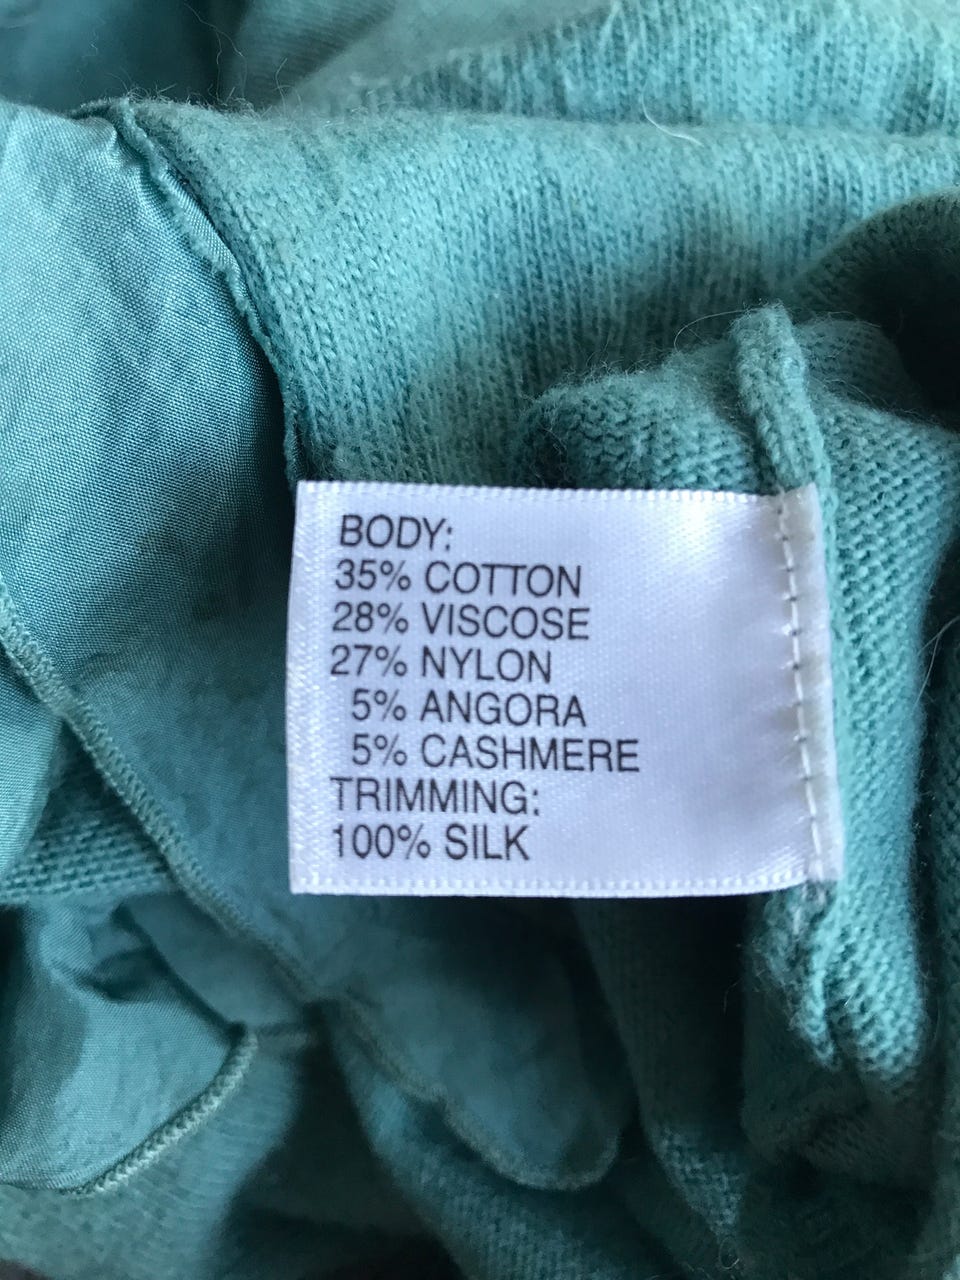 BODY:
35% COTTON
28% VISCOSE
27% NYLON
5% ANGORA
5% CASHMERE
TRIMMING:
100% SILK